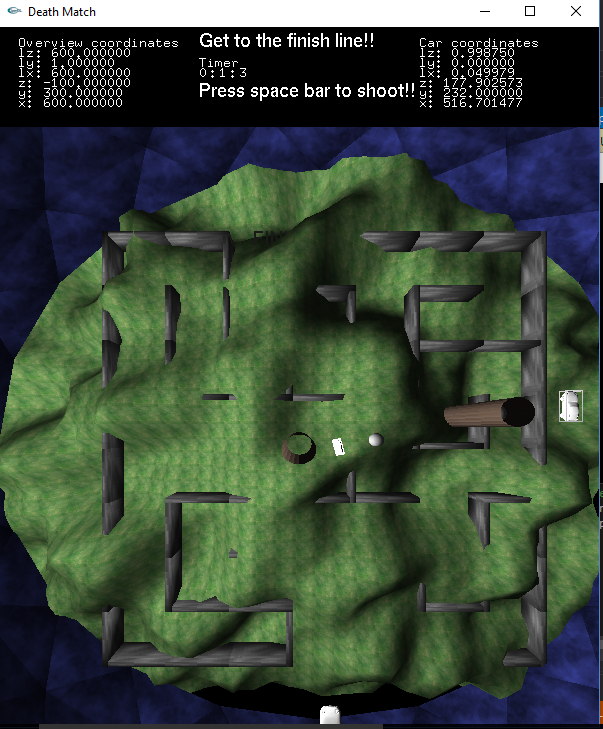 Death Match
Overview coordinates
lz: 600.000000
ly: 1.000000
lx: 600.000000
z: -100.000000
y: 300.000000
x: 600.000000
Get to the finish line!!
Timer
0:1:3
Press space bar to shoot!!
Car coordinates
lz: 0.998750
ly: 0.000000
lx: 0.049979
z: 177.902573
y: 232.000000
x: 516.701477